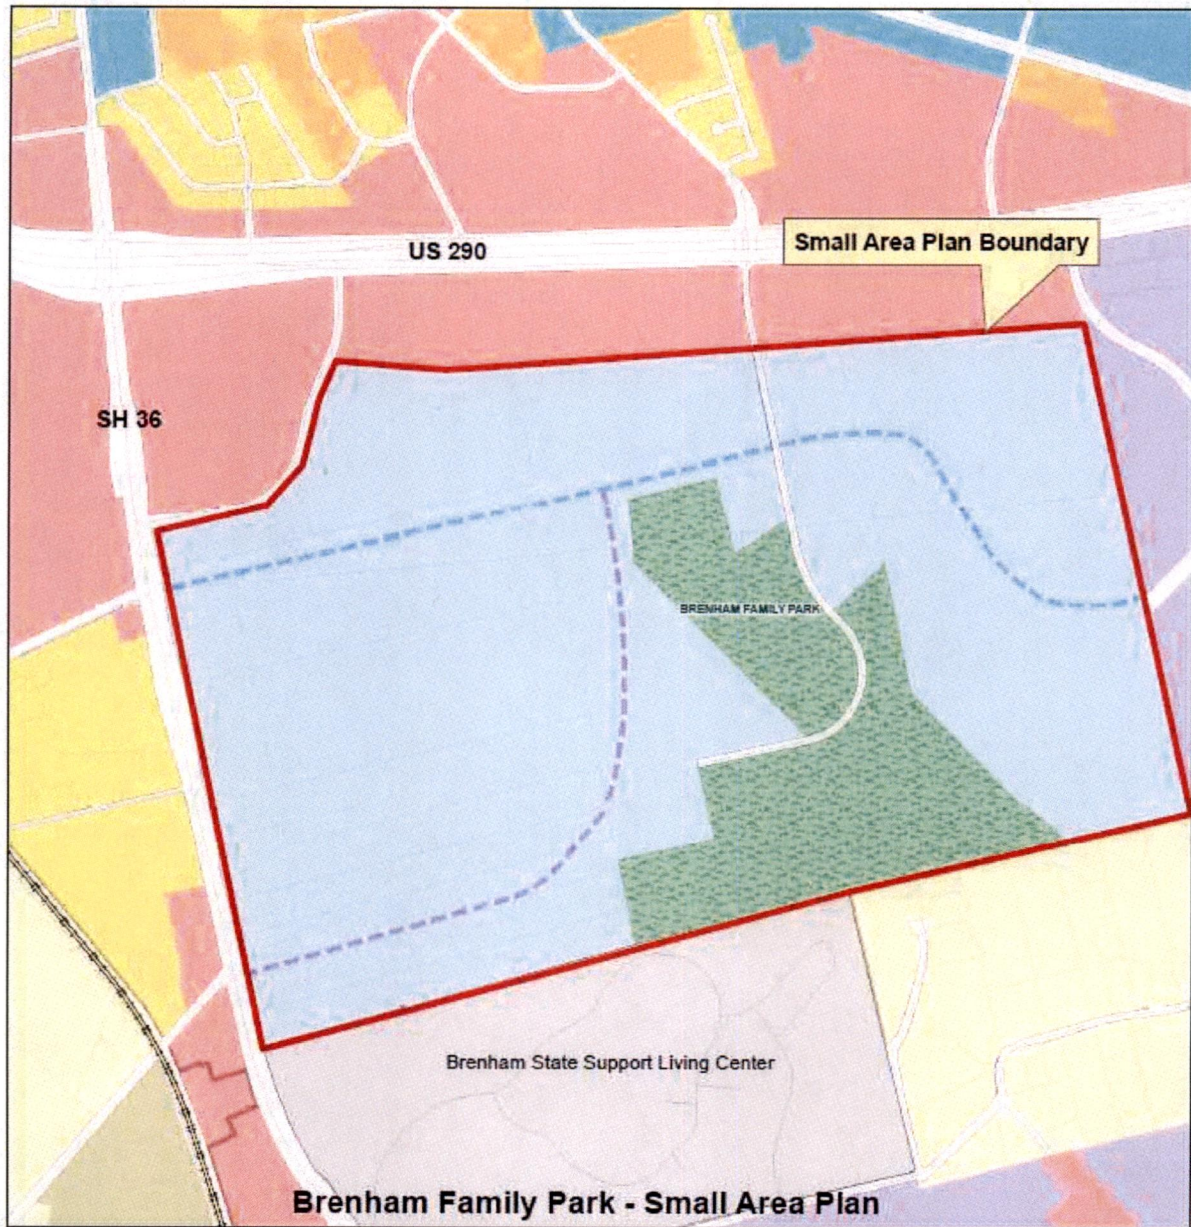 US 290
Small Area Plan Boundary
SH 36
BRENHAM FAMILY PARK
Brenham State Support Living Center
Brenham Family Park - Small Area Plan